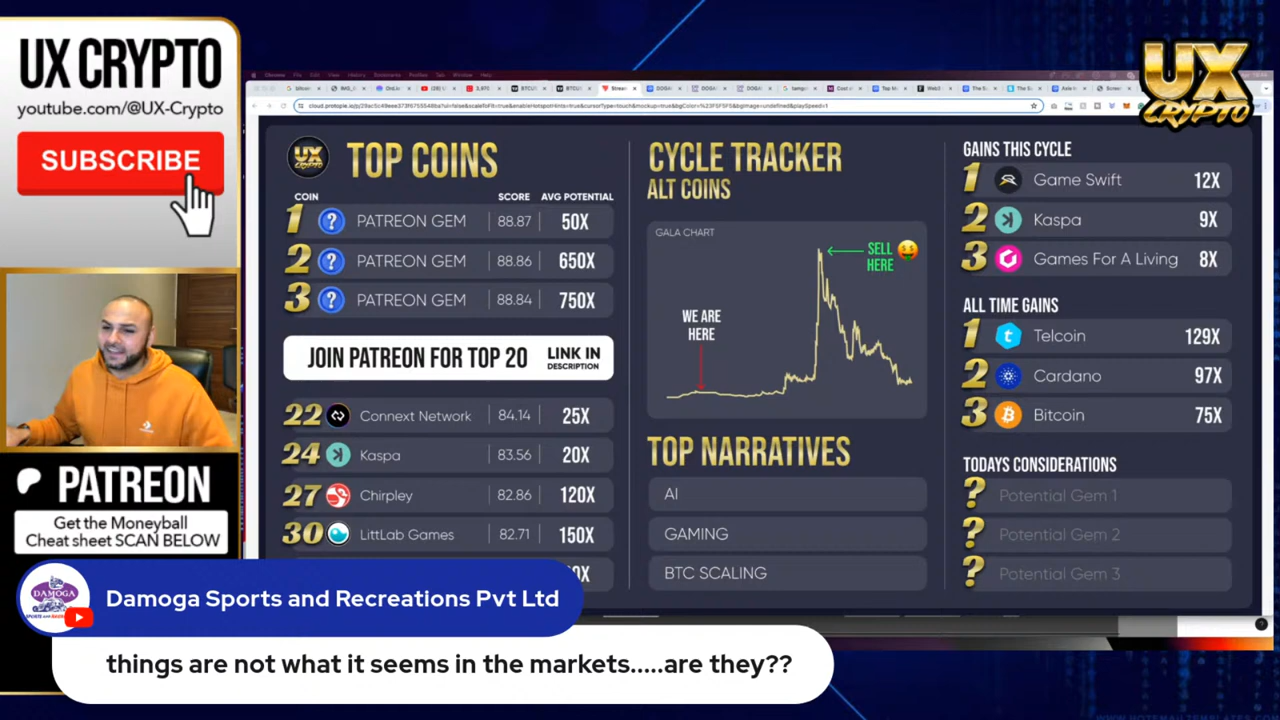 UX CRYPTO
youtube.com/@UX-Crypto
SUBSCRIBE
PATREON
Get the Moneyball
Cheat sheet SCAN BELOW
UX
CRYPTO
UX
CRYPTO
TOP COINS
COIN SCORE AVG POTENTIAL
1 ? PATREON GEM 88.87 50X
2 ? PATREON GEM 88.86 650X
3 ? PATREON GEM 88.84 750X
JOIN PATREON FOR TOP 20
LINK IN
DESCRIPTION
22 Connext Network 84.14 25X
24 Kaspa 83.56 20X
27 Chirpley 82.86 120X
30 LittLab Games 82.71 150X
CYCLE TRACKER
ALT COINS
GALA CHART
SELL
HERE
WE ARE
HERE
TOP NARRATIVES
AI
GAMING
BTC SCALING
GAINS THIS CYCLE
1 Game Swift 12X
2 Kaspa 9X
3 Games For A Living 8X
ALL TIME GAINS
1 Telcoin 129X
2 Cardano 97X
3 Bitcoin 75X
TODAYS CONSIDERATIONS
? Potential Gem 1
? Potential Gem 2
? Potential Gem 3
DAMOGA
Damoga Sports and Recreations Pvt Ltd
things are not what it seems in the markets.....are they??